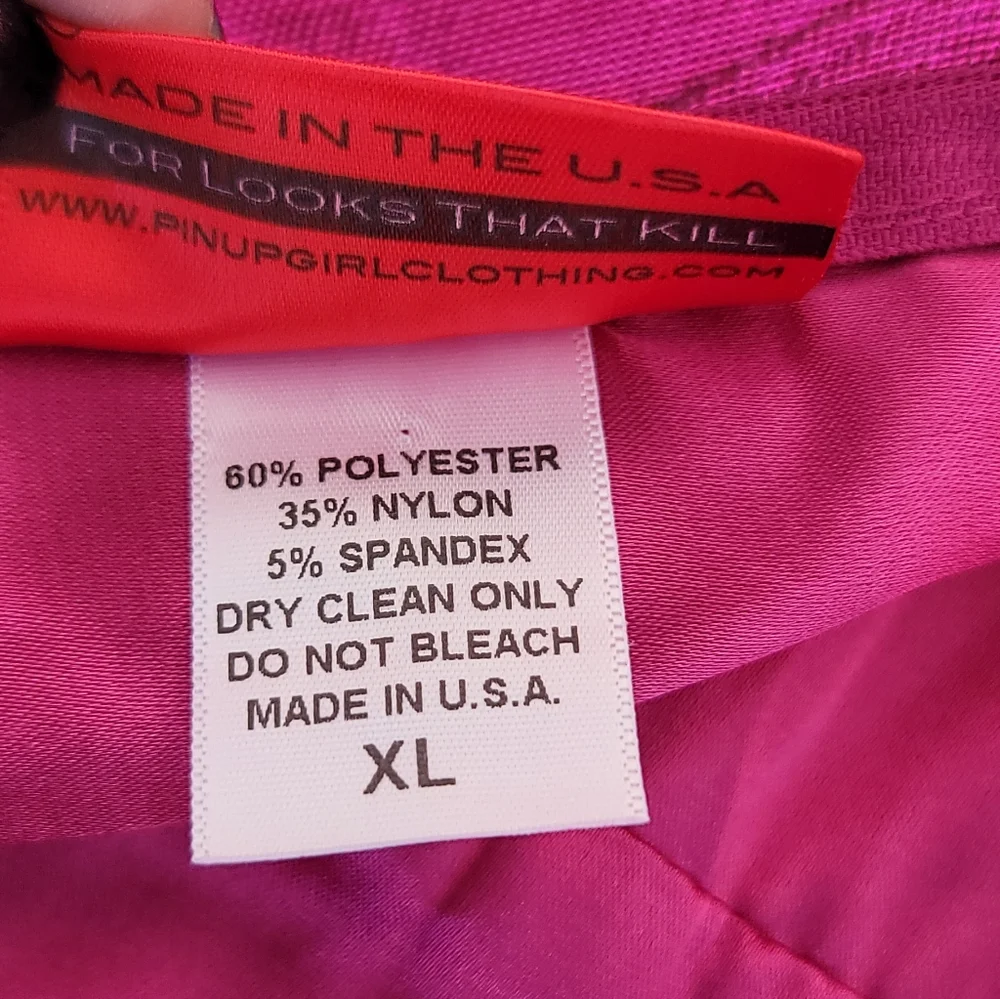 MADE IN THE U.S.A
FOR LOOKS THAT KILL
WWW.PINUPGIRLCLOTHING.COM
60% POLYESTER
35% NYLON
5% SPANDEX
DRY CLEAN ONLY
DO NOT BLEACH
MADE IN U.S.A.
XL